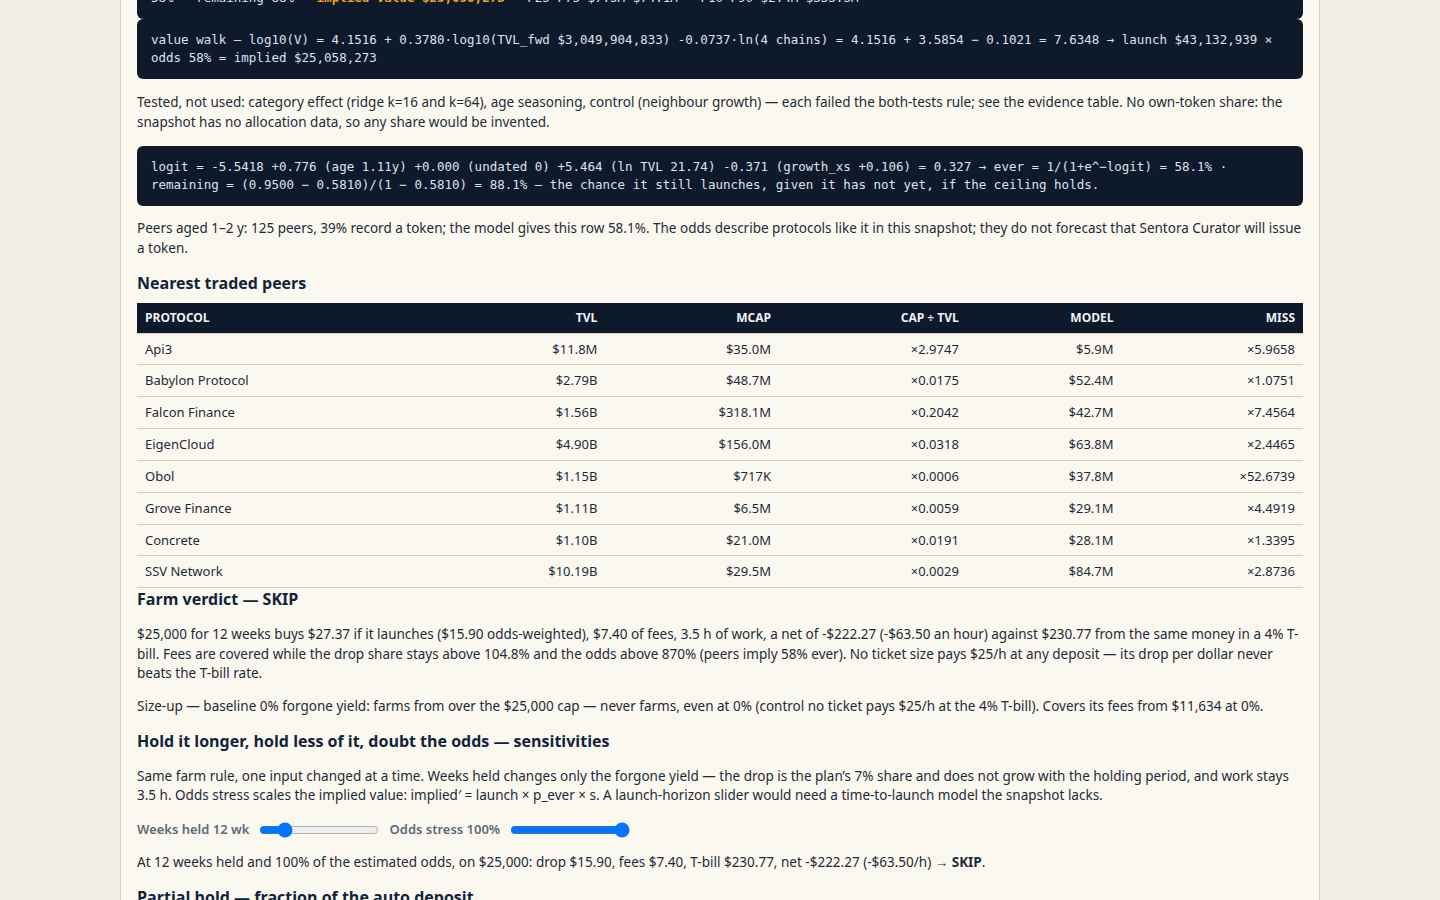 value walk — log10(V) = 4.1516 + 0.3780·log10(TVL_fwd $3,049,904,833) -0.0737·ln(4 chains) = 4.1516 + 3.5854 − 0.1021 = 7.6348 → launch $43,132,939 ×
odds 58% = implied $25,058,273
Tested, not used: category effect (ridge k=16 and k=64), age seasoning, control (neighbour growth) — each failed the both-tests rule; see the evidence table. No own-token share: the
snapshot has no allocation data, so any share would be invented.
logit = -5.5418 +0.776 (age 1.11y) +0.000 (undated 0) +5.464 (ln TVL 21.74) -0.371 (growth_xs +0.106) = 0.327 → ever = 1/(1+e^−logit) = 58.1% ·
remaining = (0.9500 − 0.5810)/(1 − 0.5810) = 88.1% — the chance it still launches, given it has not yet, if the ceiling holds.
Peers aged 1–2 y: 125 peers, 39% record a token; the model gives this row 58.1%. The odds describe protocols like it in this snapshot; they do not forecast that Sentora Curator will issue
a token.
Nearest traded peers
PROTOCOL TVL MCAP CAP ÷ TVL MODEL MISS
Api3 $11.8M $35.0M ×2.9747 $5.9M ×5.9658
Babylon Protocol $2.79B $48.7M ×0.0175 $52.4M ×1.0751
Falcon Finance $1.56B $318.1M ×0.2042 $42.7M ×7.4564
EigenCloud $4.90B $156.0M ×0.0318 $63.8M ×2.4465
Obol $1.15B $717K ×0.0006 $37.8M ×52.6739
Grove Finance $1.11B $6.5M ×0.0059 $29.1M ×4.4919
Concrete $1.10B $21.0M ×0.0191 $28.1M ×1.3395
SSV Network $10.19B $29.5M ×0.0029 $84.7M ×2.8736
Farm verdict — SKIP
$25,000 for 12 weeks buys $27.37 if it launches ($15.90 odds-weighted), $7.40 of fees, 3.5 h of work, a net of -$222.27 (-$63.50 an hour) against $230.77 from the same money in a 4% T-
bill. Fees are covered while the drop share stays above 104.8% and the odds above 870% (peers imply 58% ever). No ticket size pays $25/h at any deposit — its drop per dollar never
beats the T-bill rate.
Size-up — baseline 0% forgone yield: farms from over the $25,000 cap — never farms, even at 0% (control no ticket pays $25/h at the 4% T-bill). Covers its fees from $11,634 at 0%.
Hold it longer, hold less of it, doubt the odds — sensitivities
Same farm rule, one input changed at a time. Weeks held changes only the forgone yield — the drop is the plan's 7% share and does not grow with the holding period, and work stays
3.5 h. Odds stress scales the implied value: implied′ = launch × p_ever × s. A launch-horizon slider would need a time-to-launch model the snapshot lacks.
Weeks held 12 wk Odds stress 100%
At 12 weeks held and 100% of the estimated odds, on $25,000: drop $15.90, fees $7.40, T-bill $230.77, net -$222.27 (-$63.50/h) → SKIP.
Partial hold — fraction of the auto deposit